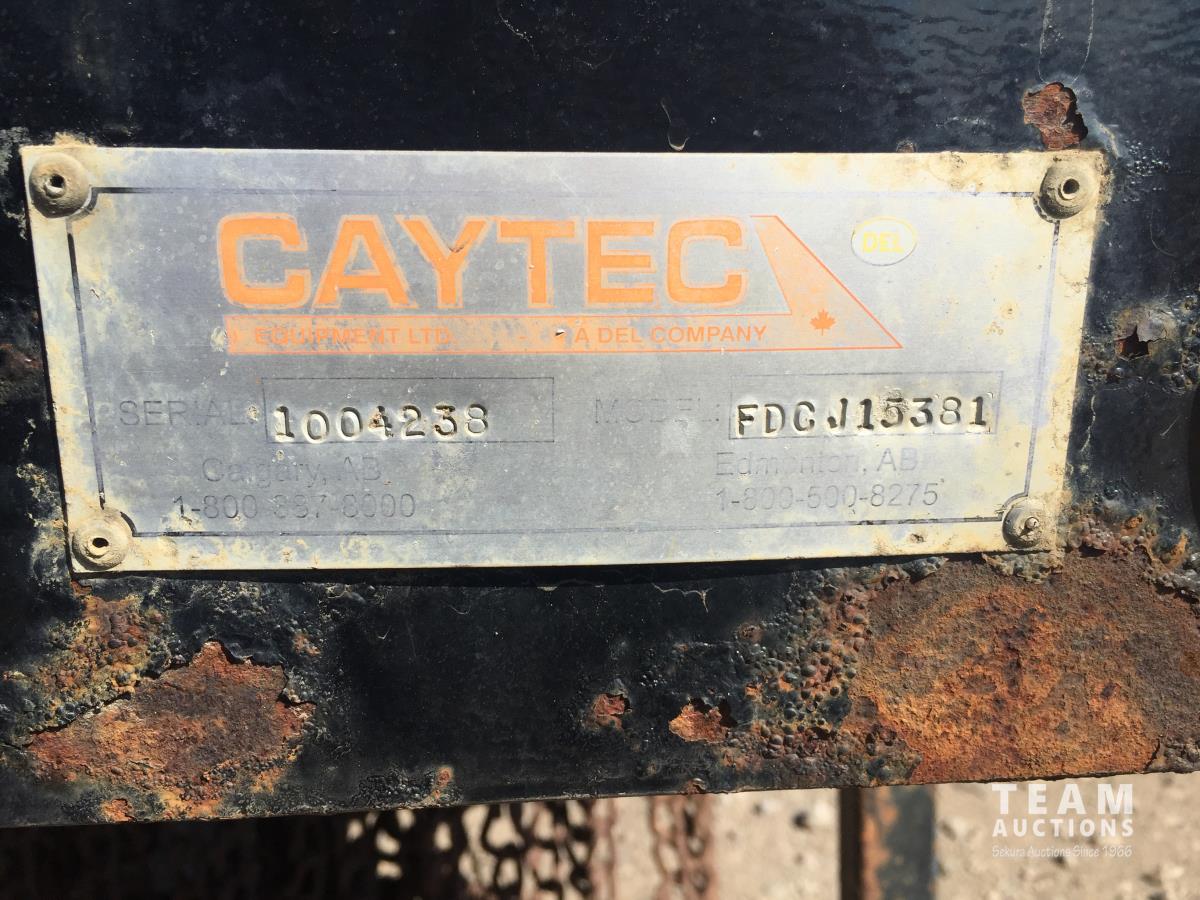 CAYTEC
DEL
EQUIPMENT LTD. A DEL COMPANY
SERIAL: 1004238 MODEL: FDCJ15381
Calgary, AB Edmonton, AB
1-800-500-8275
TEAM
AUCTIONS
Sekura Auctions Since 1966